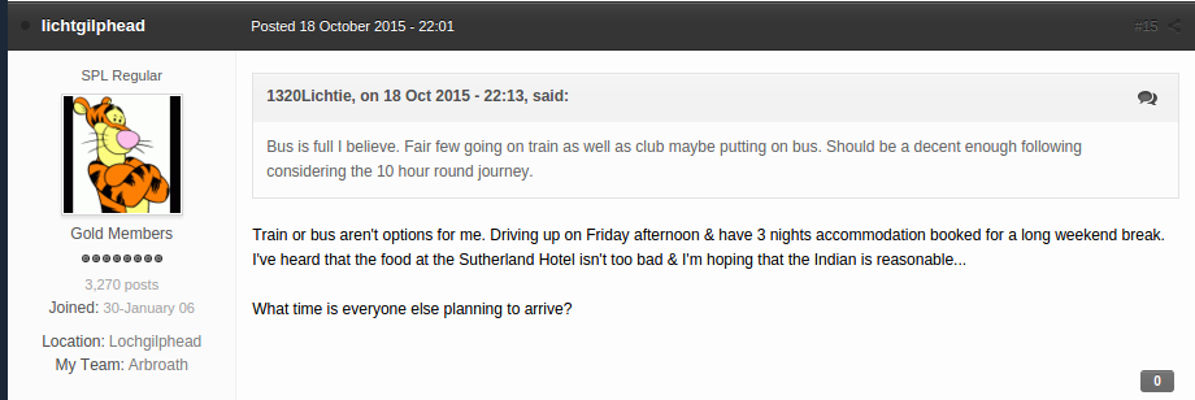 lichtgilphead
Posted 18 October 2015 - 22:01
#15
SPL Regular
1320Lichtie, on 18 Oct 2015 - 22:13, said:
Bus is full I believe. Fair few going on train as well as club maybe putting on bus. Should be a decent enough following
considering the 10 hour round journey.
Gold Members
3,270 posts
Joined: 30-January 06
Location: Lochgilphead
My Team: Arbroath
Train or bus aren't options for me. Driving up on Friday afternoon & have 3 nights accommodation booked for a long weekend break.
I've heard that the food at the Sutherland Hotel isn't too bad & I'm hoping that the Indian is reasonable...
What time is everyone else planning to arrive?
0